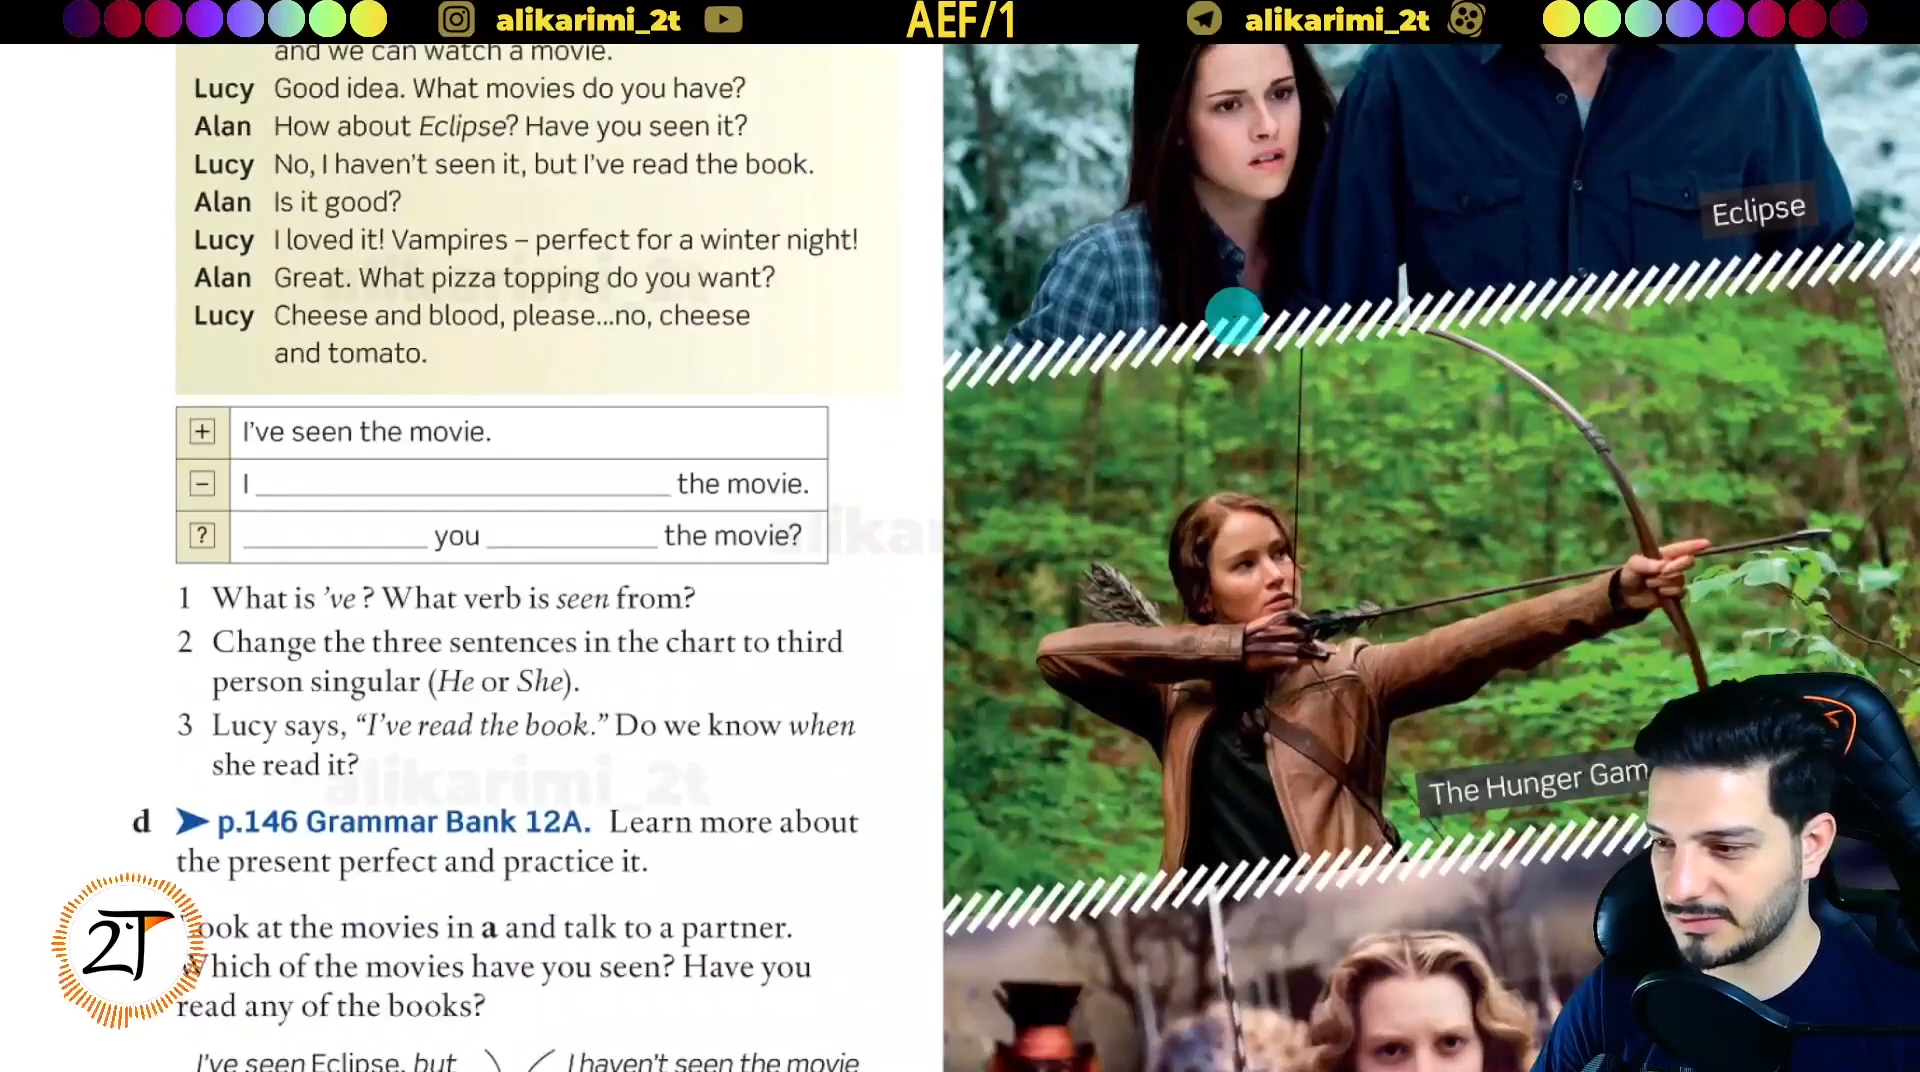 alikarimi_2t
AEF/1
alikarimi_2t
and we can watch a movie.
Lucy Good idea. What movies do you have?
Alan How about Eclipse? Have you seen it?
Lucy No, I haven't seen it, but I've read the book.
Alan Is it good?
Lucy I loved it! Vampires – perfect for a winter night!
Alan Great. What pizza topping do you want?
Lucy Cheese and blood, please...no, cheese
and tomato.
+ I've seen the movie.
– I ______ the movie.
? ______ you ______ the movie?
1 What is 've? What verb is seen from?
2 Change the three sentences in the chart to third
person singular (He or She).
3 Lucy says, “I've read the book.” Do we know when
she read it?
alikarimi_2t
d ➤ p.146 Grammar Bank 12A. Learn more about
the present perfect and practice it.
ook at the movies in a and talk to a partner.
Which of the movies have you seen? Have you
read any of the books?
I've seen Eclipse, but
I haven't seen the movie
2T
Eclipse
The Hunger Gam